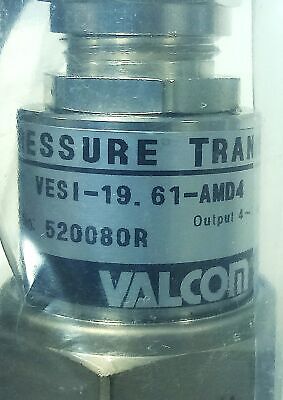 ESSURE TRAN
VESI-19.61-AMD4
Output 4~
520080R
VALCOM